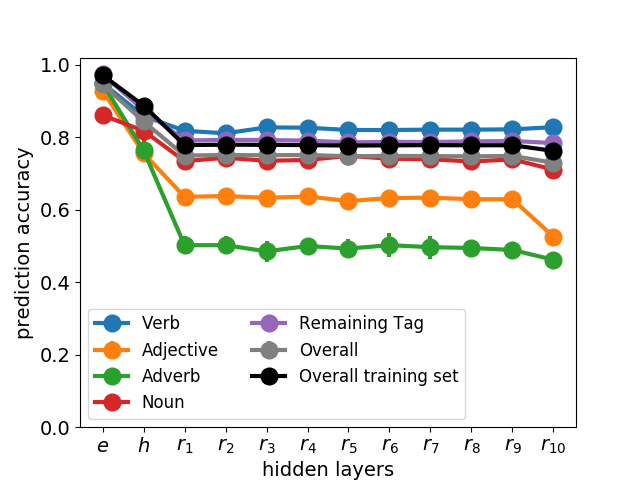 1.0
0.8
0.6
0.4
0.2
0.0
prediction accuracy
Verb
Adjective
Adverb
Noun
Remaining Tag
Overall
Overall training set
e h r₁ r₂ r₃ r₄ r₅ r₆ r₇ r₈ r₉ r₁₀
hidden layers